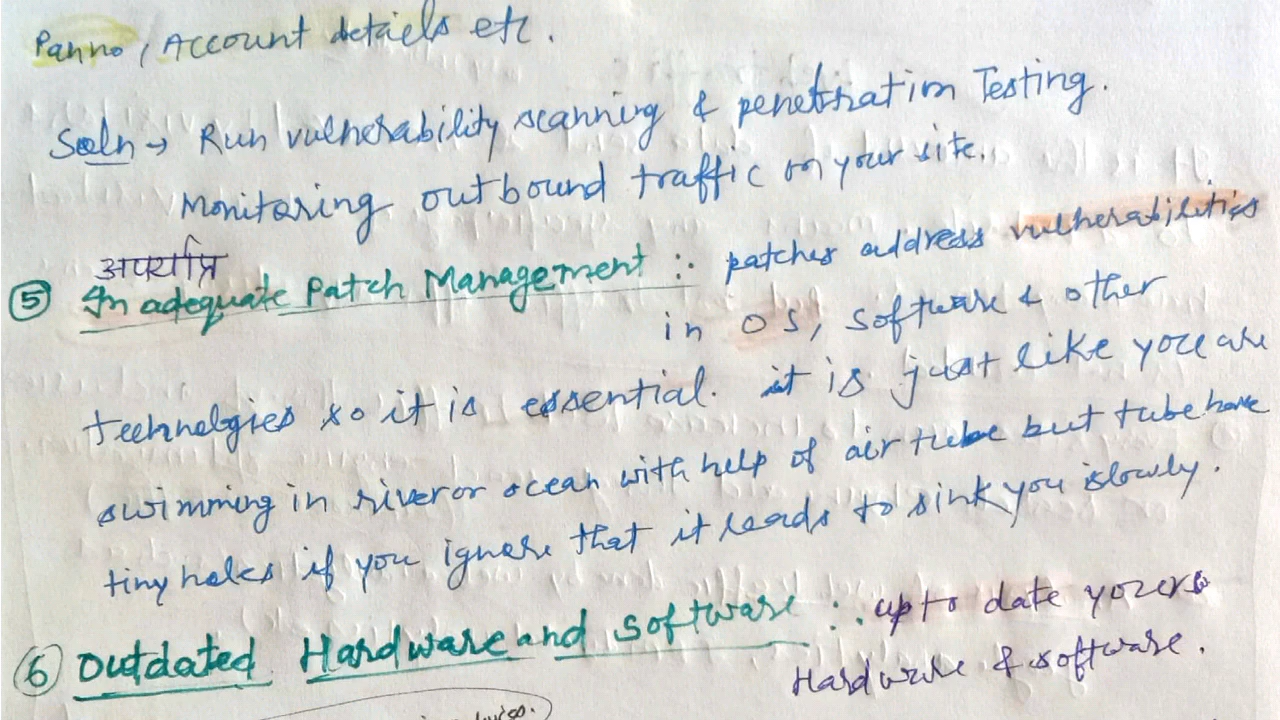 Panno, Account details etc.
Soln → Run vulnerability scanning & penetration Testing.
Monitoring outbound traffic on your site.
अपर्याप्त
⑤ In adequate Patch Management :- patches address vulnerabilities
in OS, software & other
technologies so it is essential. it is just like you are
swimming in river or ocean with help of air tube but tube have
tiny holes if you ignore that it leads to sink you slowly.
⑥ Outdated Hardware and software :- up to date your
Hardware & software.